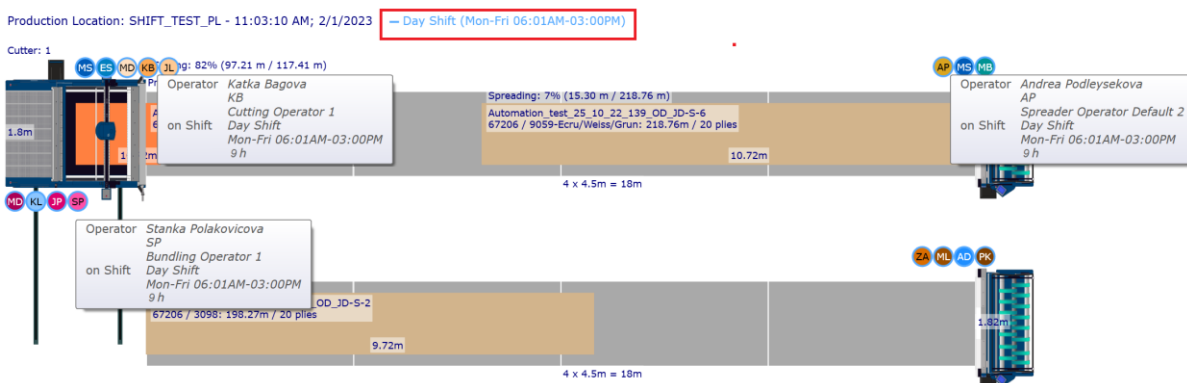 Production Location: SHIFT_TEST_PL - 11:03:10 AM; 2/1/2023 — Day Shift (Mon-Fri 06:01AM-03:00PM)
Cutter: 1
MS ES MD KB JL
ng: 82% (97.21 m / 117.41 m)
Pr
A
6
1.8m
Operator Katka Bagova
KB
Cutting Operator 1
on Shift Day Shift
Mon-Fri 06:01AM-03:00PM
9 h
Spreading: 7% (15.30 m / 218.76 m)
Automation_test_25_10_22_139_OD_JD-S-6
67206 / 9059-Ecru/Weiss/Grun: 218.76m / 20 plies
10.72m
AP MS MB
Operator Andrea Podleysekova
AP
Spreader Operator Default 2
on Shift Day Shift
Mon-Fri 06:01AM-03:00PM
9 h
4 x 4.5m = 18m
MD KL JP SP
Operator Stanka Polakovicova
SP
Bundling Operator 1
on Shift Day Shift
Mon-Fri 06:01AM-03:00PM
9 h
_OD_JD-S-2
67206 / 3098: 198.27m / 20 plies
9.72m
ZA ML AD PK
1.82m
4 x 4.5m = 18m